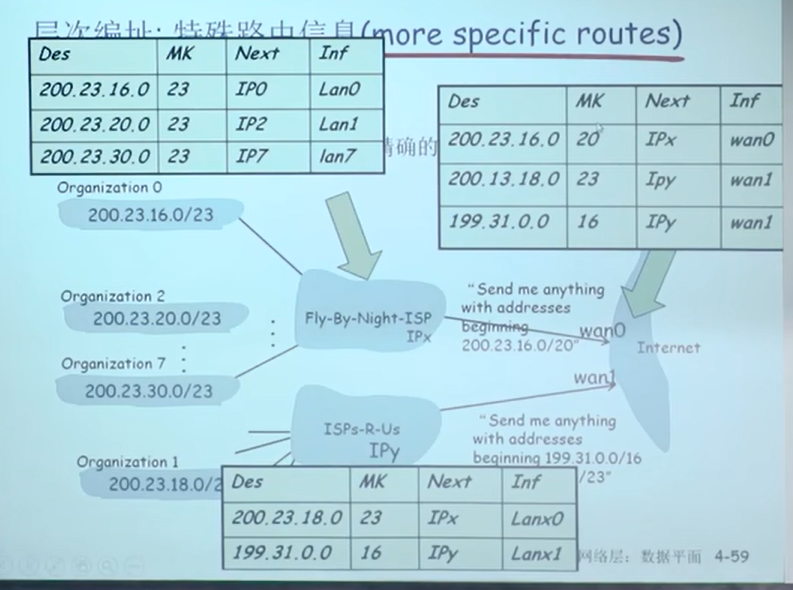 层次编址: 特殊路由信息(more specific routes)
Des MK Next Inf
200.23.16.0 23 IP0 Lan0
200.23.20.0 23 IP2 Lan1
200.23.30.0 23 IP7 lan7
精确的
Des MK Next Inf
200.23.16.0 20 IPx wan0
200.13.18.0 23 Ipy wan1
199.31.0.0 16 IPy wan1
Organization 0
200.23.16.0/23
Organization 2
200.23.20.0/23
Organization 7
200.23.30.0/23
Organization 1
200.23.18.0/2
Fly-By-Night-ISP
IPx
"Send me anything
with addresses
beginning
200.23.16.0/20"
wan0
Internet
wan1
ISPs-R-Us
IPy
"Send me anything
with addresses
beginning 199.31.0.0/16
/23"
Des MK Next Inf
200.23.18.0 23 IPx Lanx0
199.31.0.0 16 IPy Lanx1
网络层: 数据平面 4-59